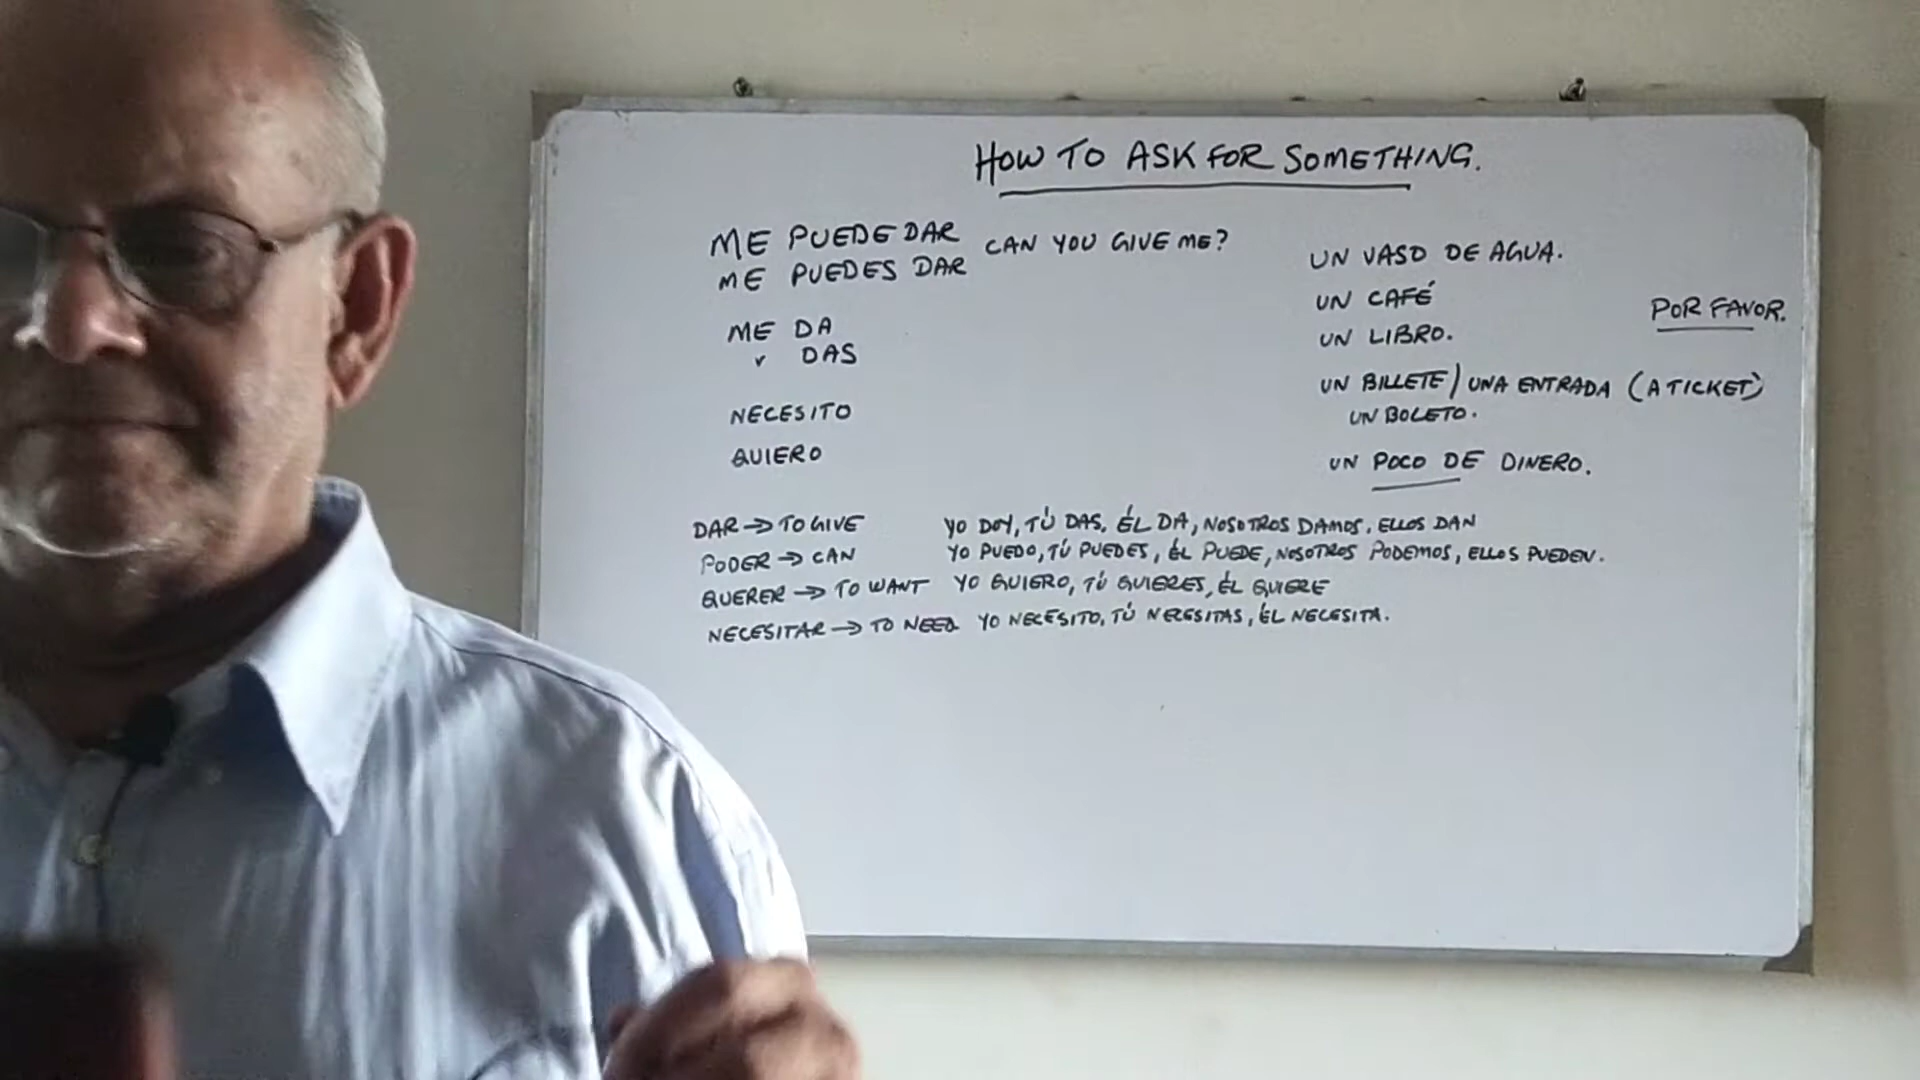 HOW TO ASK FOR SOMETHING.
ME PUEDE DAR
ME PUEDES DAR
CAN YOU GIVE ME?
ME DA
" DAS
NECESITO
QUIERO
UN VASO DE AGUA.
UN CAFÉ
UN LIBRO.
UN BILLETE/UNA ENTRADA (A TICKET)
UN BOLETO.
UN POCO DE DINERO.
POR FAVOR.
DAR → TO GIVE YO DOY, TÚ DAS, ÉL DA, NOSOTROS DAMOS, ELLOS DAN
PODER → CAN YO PUEDO, TÚ PUEDES, ÉL PUEDE, NOSOTROS PODEMOS, ELLOS PUEDEN.
QUERER → TO WANT YO QUIERO, TÚ QUIERES, ÉL QUIERE
NECESITAR → TO NEED YO NECESITO, TÚ NECESITAS, ÉL NECESITA.